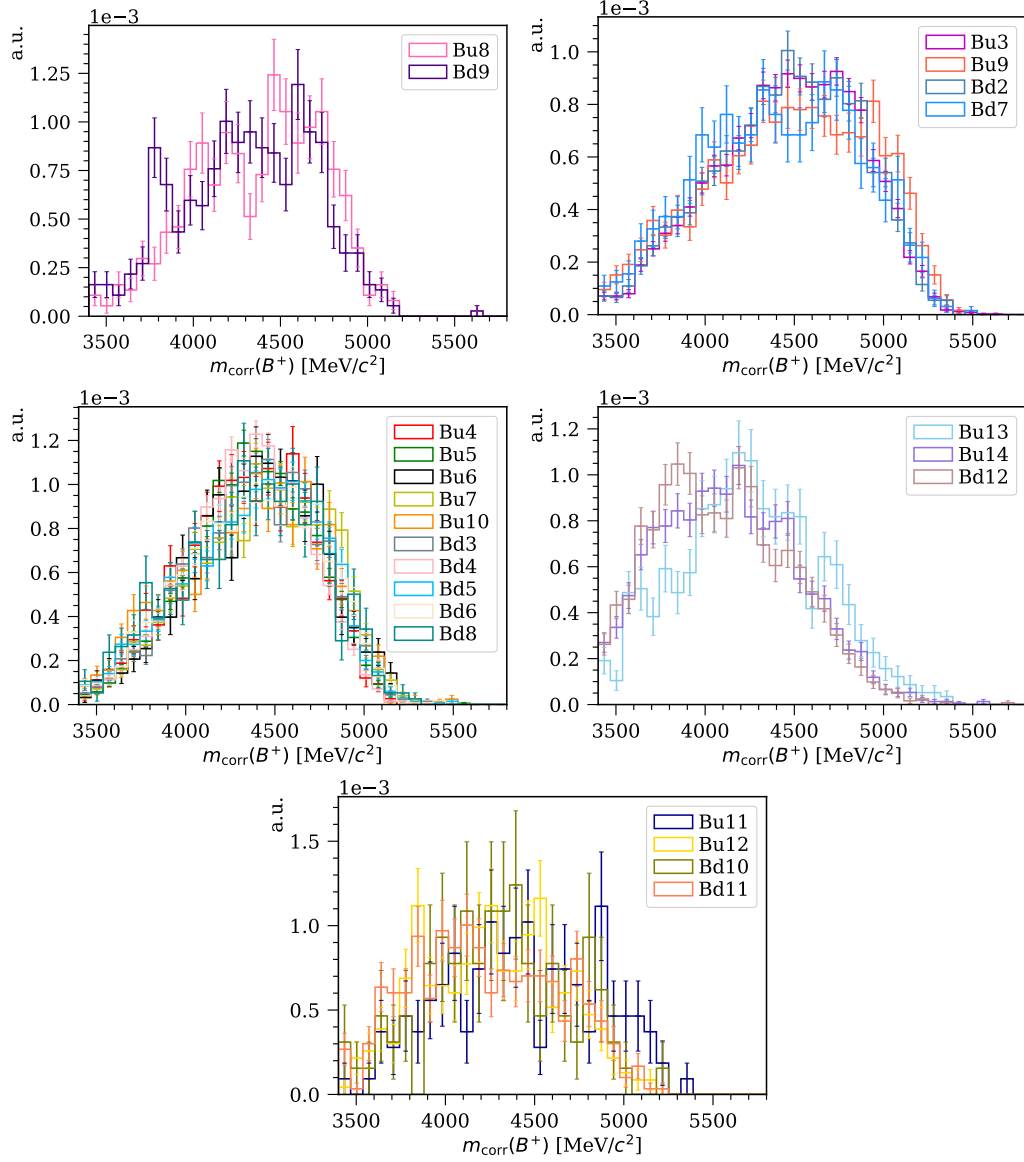 1e−3
a.u.
1.25
1.00
0.75
0.50
0.25
0.00
3500 4000 4500 5000 5500
m_corr(B⁺) [MeV/c²]
Bu8
Bd9
1e−3
a.u.
1.0
0.8
0.6
0.4
0.2
0.0
3500 4000 4500 5000 5500
m_corr(B⁺) [MeV/c²]
Bu3
Bu9
Bd2
Bd7
1e−3
a.u.
1.2
1.0
0.8
0.6
0.4
0.2
0.0
3500 4000 4500 5000 5500
m_corr(B⁺) [MeV/c²]
Bu4
Bu5
Bu6
Bu7
Bu10
Bd3
Bd4
Bd5
Bd6
Bd8
1e−3
a.u.
1.2
1.0
0.8
0.6
0.4
0.2
0.0
3500 4000 4500 5000 5500
m_corr(B⁺) [MeV/c²]
Bu13
Bu14
Bd12
1e−3
a.u.
1.5
1.0
0.5
0.0
3500 4000 4500 5000 5500
m_corr(B⁺) [MeV/c²]
Bu11
Bu12
Bd10
Bd11